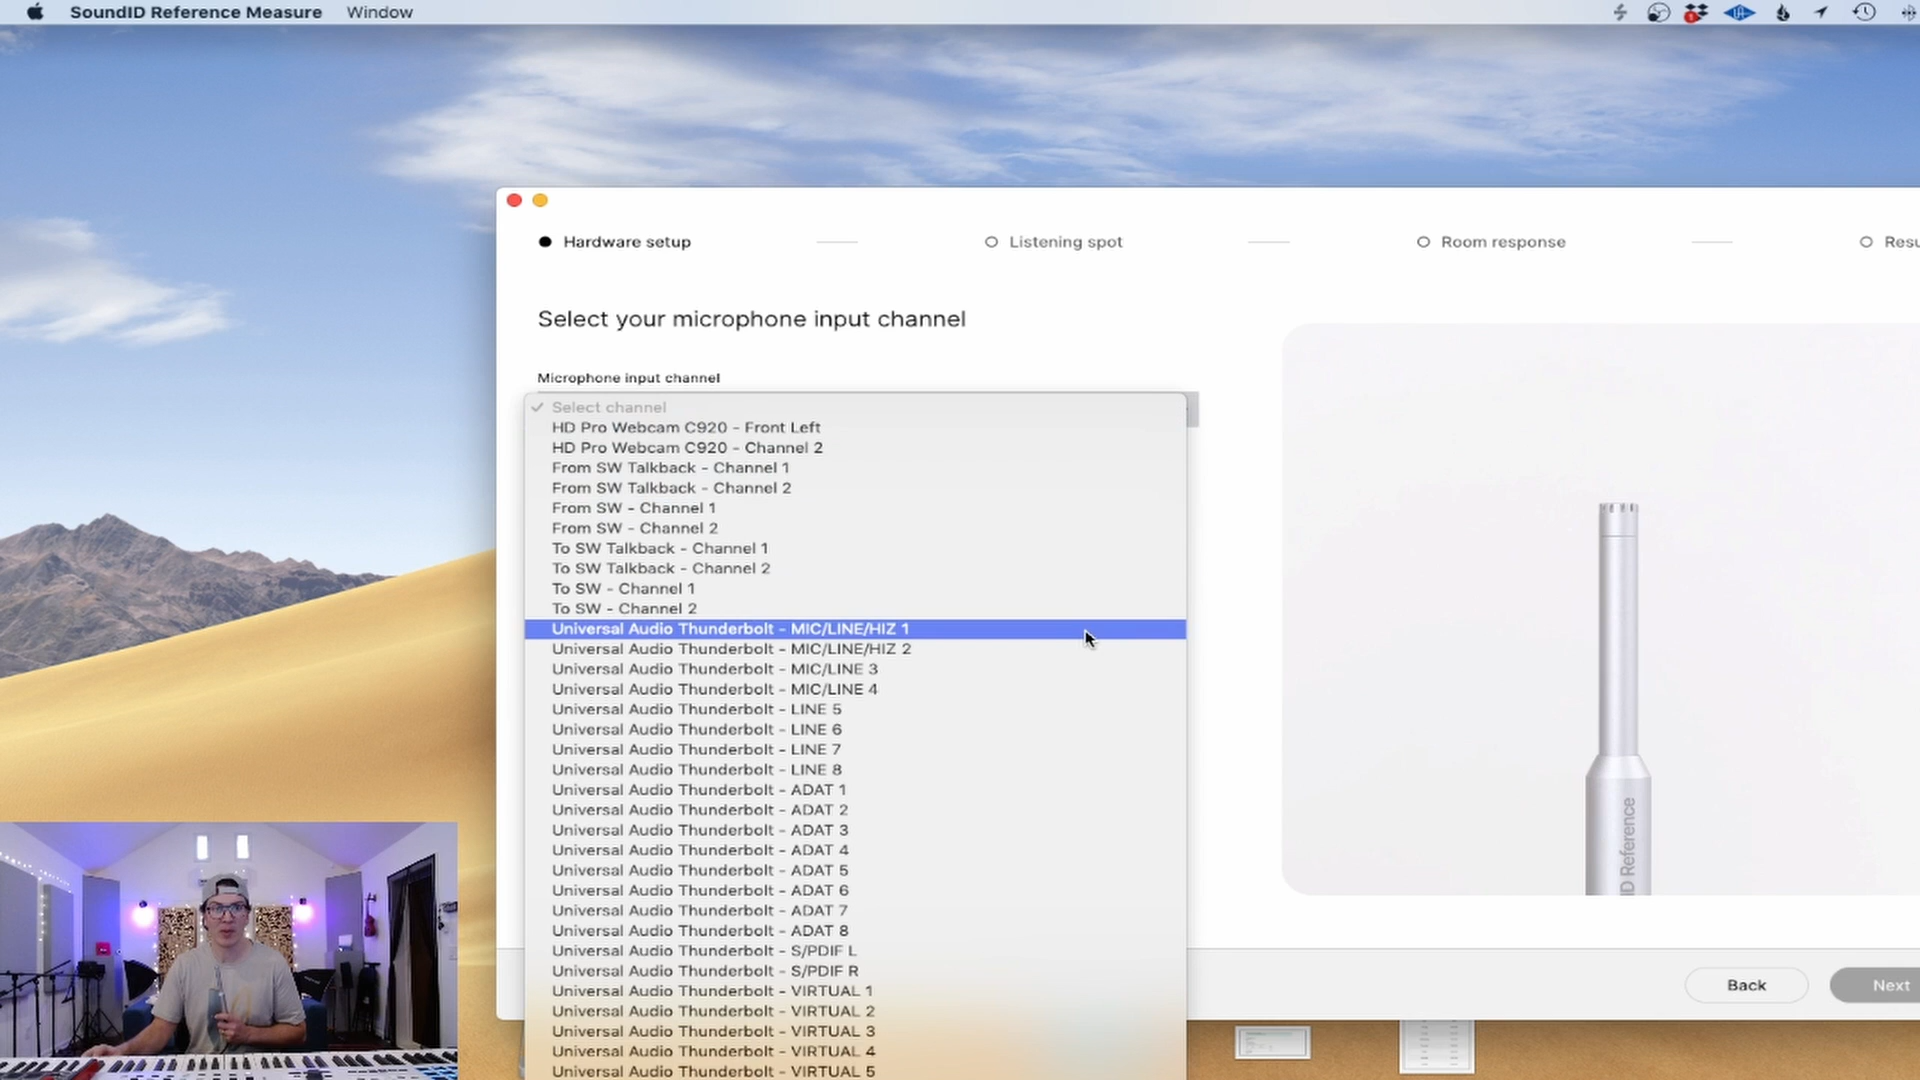 SoundID Reference Measure Window
Hardware setup
Listening spot
Room response
Resu
Select your microphone input channel
Microphone input channel
Select channel
HD Pro Webcam C920 - Front Left
HD Pro Webcam C920 - Channel 2
From SW Talkback - Channel 1
From SW Talkback - Channel 2
From SW - Channel 1
From SW - Channel 2
To SW Talkback - Channel 1
To SW Talkback - Channel 2
To SW - Channel 1
To SW - Channel 2
Universal Audio Thunderbolt - MIC/LINE/HIZ 1
Universal Audio Thunderbolt - MIC/LINE/HIZ 2
Universal Audio Thunderbolt - MIC/LINE 3
Universal Audio Thunderbolt - MIC/LINE 4
Universal Audio Thunderbolt - LINE 5
Universal Audio Thunderbolt - LINE 6
Universal Audio Thunderbolt - LINE 7
Universal Audio Thunderbolt - LINE 8
Universal Audio Thunderbolt - ADAT 1
Universal Audio Thunderbolt - ADAT 2
Universal Audio Thunderbolt - ADAT 3
Universal Audio Thunderbolt - ADAT 4
Universal Audio Thunderbolt - ADAT 5
Universal Audio Thunderbolt - ADAT 6
Universal Audio Thunderbolt - ADAT 7
Universal Audio Thunderbolt - ADAT 8
Universal Audio Thunderbolt - S/PDIF L
Universal Audio Thunderbolt - S/PDIF R
Universal Audio Thunderbolt - VIRTUAL 1
Universal Audio Thunderbolt - VIRTUAL 2
Universal Audio Thunderbolt - VIRTUAL 3
Universal Audio Thunderbolt - VIRTUAL 4
Universal Audio Thunderbolt - VIRTUAL 5
ID Reference
Back
Next